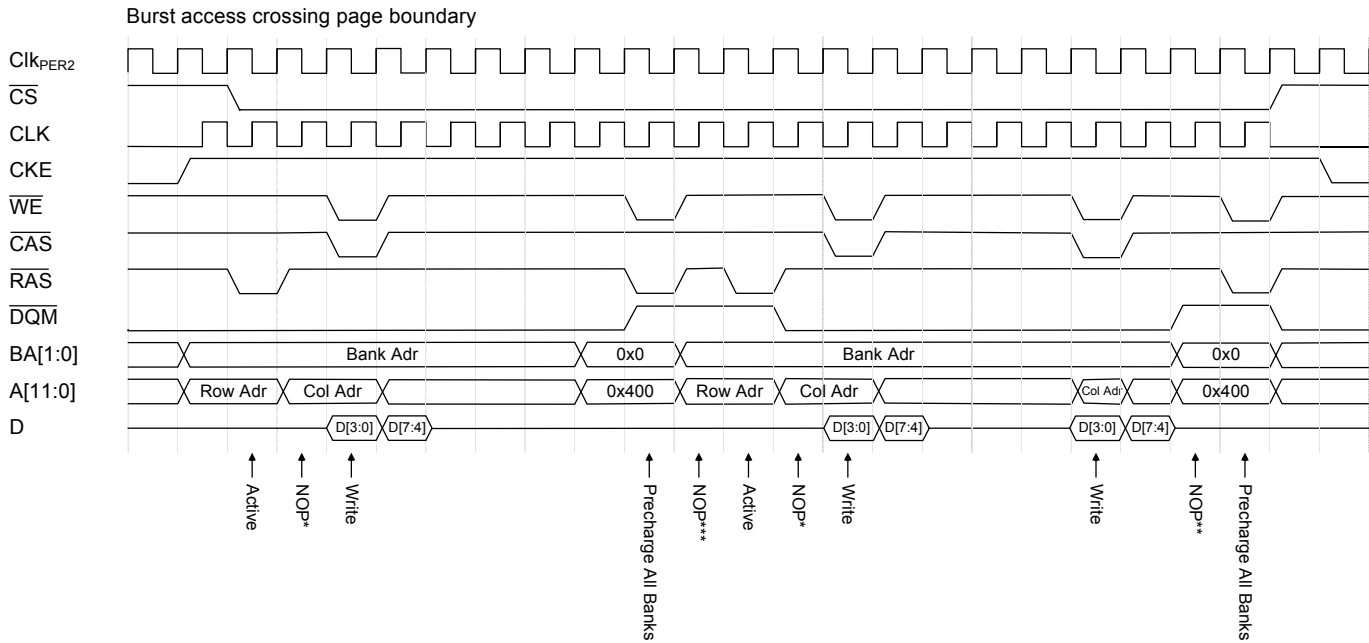 Burst access crossing page boundary
ClkPER2
CS
CLK
CKE
WE
CAS
RAS
DQM
BA[1:0] Bank Adr 0x0 Bank Adr 0x0
A[11:0] Row Adr Col Adr 0x400 Row Adr Col Adr Col Adr 0x400
D D[3:0] D[7:4] D[3:0] D[7:4] D[3:0] D[7:4]
Active
NOP*
Write
Precharge All Banks
NOP***
Active
NOP*
Write
Write
NOP**
Precharge All Banks